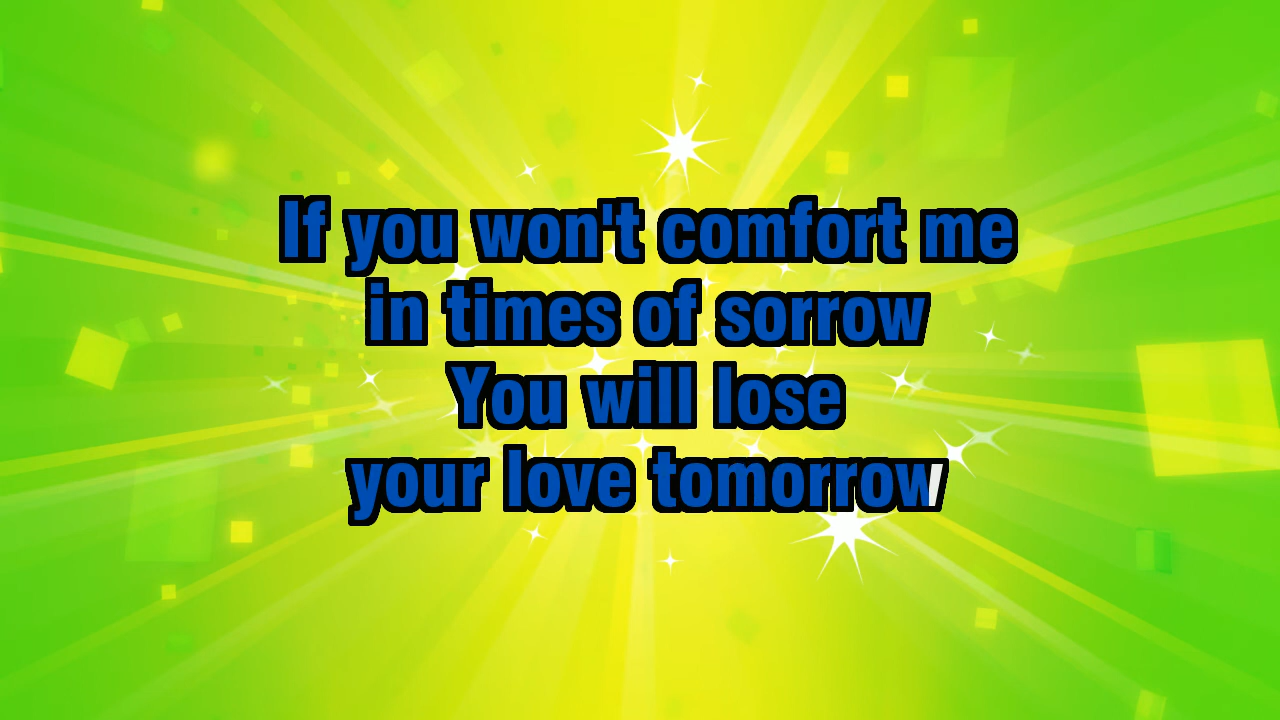 If you won't comfort me
in times of sorrow
You will lose
your love tomorrow